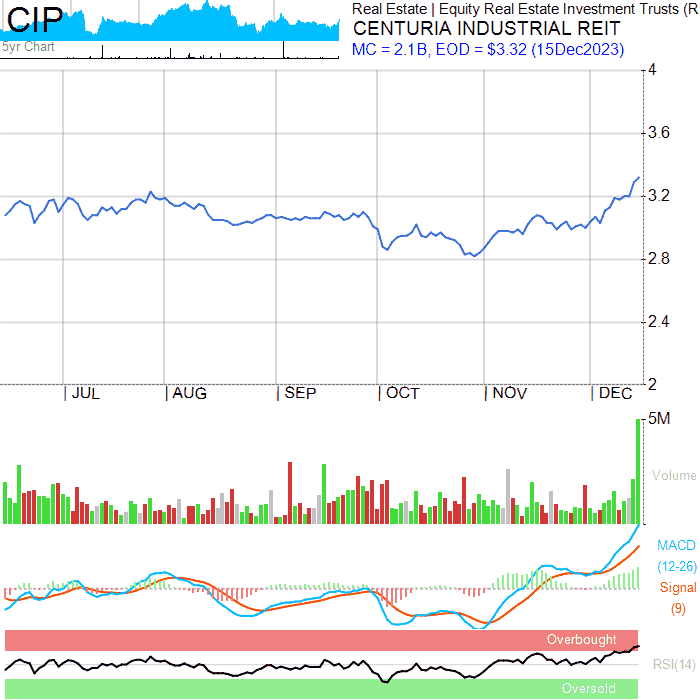 CIP
5yr Chart
Real Estate | Equity Real Estate Investment Trusts (R
CENTURIA INDUSTRIAL REIT
MC = 2.1B, EOD = $3.32 (15Dec2023)
4
3.6
3.2
2.8
2.4
2
| JUL | AUG | SEP | OCT | NOV | DEC
5M
Volume
MACD
(12-26)
Signal
(9)
Overbought
RSI(14)
Oversold